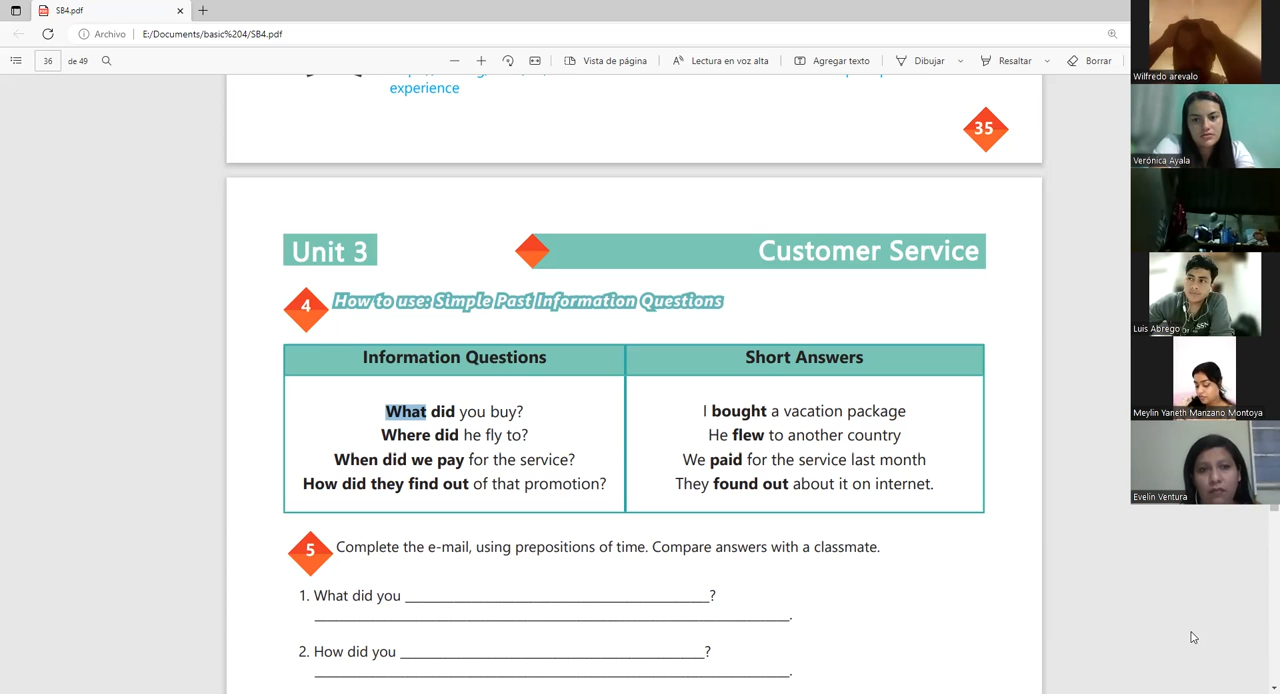 SB4.pdf
Archivo E:/Documents/basic%204/SB4.pdf
36 de 49 Vista de página Lectura en voz alta Agregar texto Dibujar Resaltar Borrar
experience
35
Unit 3 Customer Service
4 How to use: Simple Past Information Questions
Information Questions Short Answers
What did you buy? I bought a vacation package
Where did he fly to? He flew to another country
When did we pay for the service? We paid for the service last month
How did they find out of that promotion? They found out about it on internet.
5 Complete the e-mail, using prepositions of time. Compare answers with a classmate.
1. What did you ?
.
2. How did you ?
.
Wilfredo arevalo
Verónica Ayala
Luis Abrego
Meylin Yaneth Manzano Montoya
Evelin Ventura